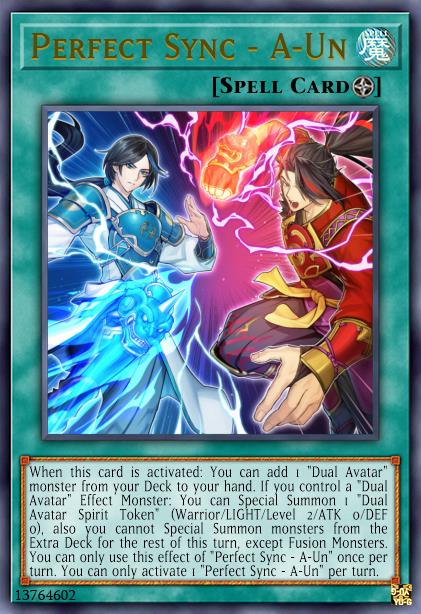 Perfect Sync - A-Un
SPELL
魔
[Spell Card]
When this card is activated: You can add 1 "Dual Avatar"
monster from your Deck to your hand. If you control a "Dual
Avatar" Effect Monster: You can Special Summon 1 "Dual
Avatar Spirit Token" (Warrior/LIGHT/Level 2/ATK 0/DEF
0), also you cannot Special Summon monsters from the
Extra Deck for the rest of this turn, except Fusion Monsters.
You can only use this effect of "Perfect Sync - A-Un" once per
turn. You can only activate 1 "Perfect Sync - A-Un" per turn.
13764602